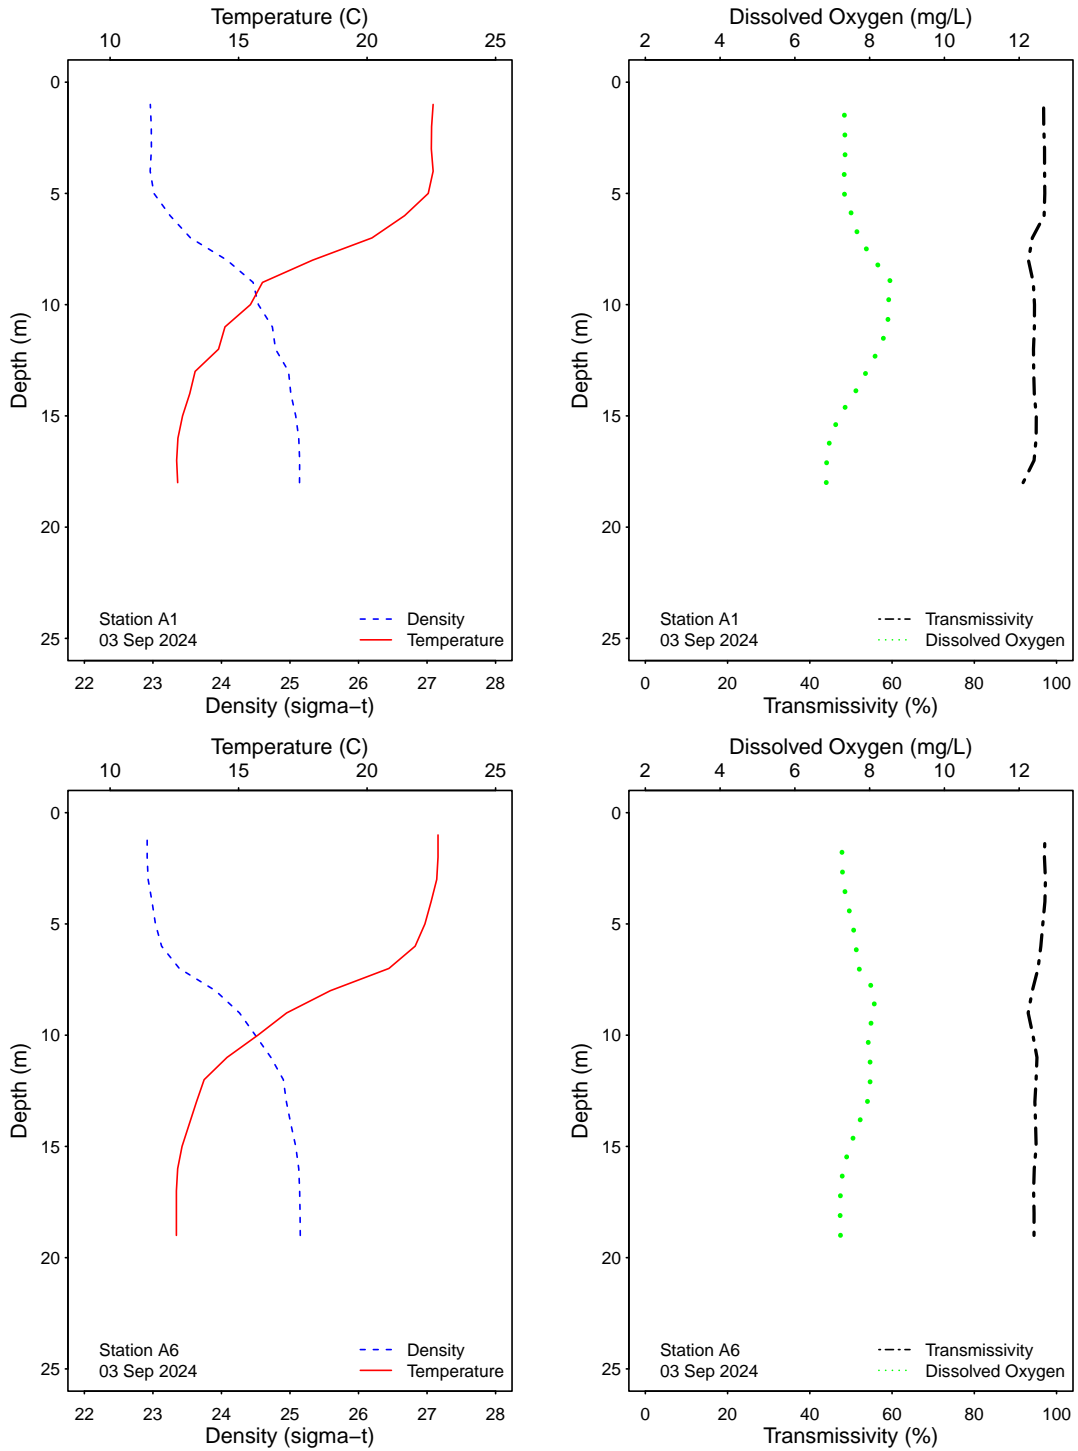 Temperature (C)
10 15 20 25
0
5
10
15
20
25
Depth (m)
Station A1
03 Sep 2024
Density
Temperature
22 23 24 25 26 27 28
Density (sigma−t)
Dissolved Oxygen (mg/L)
2 4 6 8 10 12
0
5
10
15
20
25
Depth (m)
Station A1
03 Sep 2024
Transmissivity
Dissolved Oxygen
0 20 40 60 80 100
Transmissivity (%)
Temperature (C)
10 15 20 25
0
5
10
15
20
25
Depth (m)
Station A6
03 Sep 2024
Density
Temperature
22 23 24 25 26 27 28
Density (sigma−t)
Dissolved Oxygen (mg/L)
2 4 6 8 10 12
0
5
10
15
20
25
Depth (m)
Station A6
03 Sep 2024
Transmissivity
Dissolved Oxygen
0 20 40 60 80 100
Transmissivity (%)